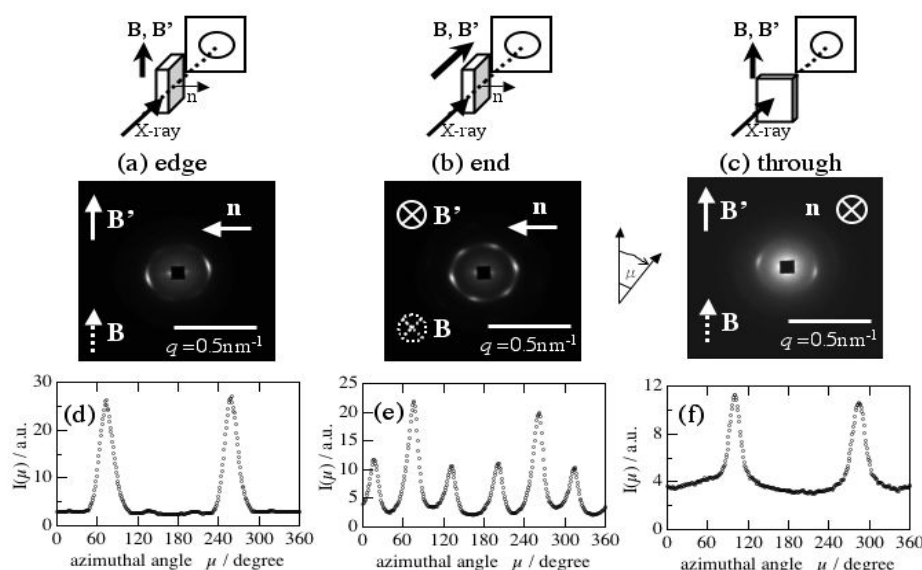 B, B'
n
X-ray
(a) edge
B, B'
n
X-ray
(b) end
B, B'
X-ray
(c) through
B'
n
B
q = 0.5nm⁻¹
B'
n
B
q = 0.5nm⁻¹
μ
B'
n
B
q = 0.5nm⁻¹
(d)
I(μ) / a.u.
30
20
10
0
0 60 120 180 240 300 360
azimuthal angle μ / degree
(e)
I(μ) / a.u.
25
20
15
10
5
0
0 60 120 180 240 300 360
azimuthal angle μ / degree
(f)
I(μ) / a.u.
12
8
4
0
0 60 120 180 240 300 360
azimuthal angle μ / degree